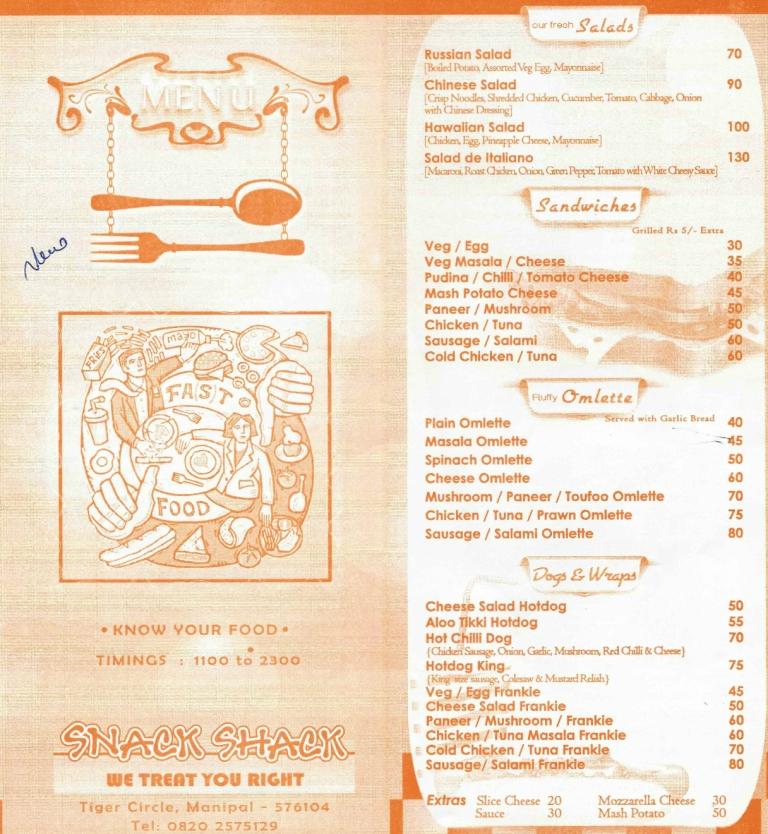 MENU
Menu
FRIES
mayo
FAST
FOOD
• KNOW YOUR FOOD •
TIMINGS : 1100 to 2300
SNACK SHACK
WE TREAT YOU RIGHT
Tiger Circle, Manipal - 576104
Tel: 0820 2575129
our fresh Salads
Russian Salad 70
[Boiled Potato, Assorted Veg Egg, Mayonnaise]
Chinese Salad 90
[Crisp Noodles, Shredded Chicken, Cucumber, Tomato, Cabbage, Onion
with Chinese Dressing]
Hawaiian Salad 100
[Chicken, Egg, Pineapple Cheese, Mayonnaise]
Salad de Italiano 130
[Macaroni, Roast Chicken, Onion, Green Pepper, Tomato with White Cheesy Sauce]
Sandwiches
Grilled Rs 5/- Extra
Veg / Egg 30
Veg Masala / Cheese 35
Pudina / Chilli / Tomato Cheese 40
Mash Potato Cheese 45
Paneer / Mushroom 50
Chicken / Tuna 50
Sausage / Salami 60
Cold Chicken / Tuna 60
Fluffy Omlette
Served with Garlic Bread
Plain Omlette 40
Masala Omlette 45
Spinach Omlette 50
Cheese Omlette 60
Mushroom / Paneer / Toufoo Omlette 70
Chicken / Tuna / Prawn Omlette 75
Sausage / Salami Omlette 80
Dogs & Wraps
Cheese Salad Hotdog 50
Aloo Tikki Hotdog 55
Hot Chilli Dog 70
{Chicken Sausage, Onion, Garlic, Mushroom, Red Chilli & Cheese}
Hotdog King 75
{King size sausage, Colesaw & Mustard Relish}
Veg / Egg Frankie 45
Cheese Salad Frankie 50
Paneer / Mushroom / Frankie 60
Chicken / Tuna Masala Frankie 60
Cold Chicken / Tuna Frankie 70
Sausage/ Salami Frankie 80
Extras Slice Cheese 20 Mozzarella Cheese 30
Sauce 30 Mash Potato 50